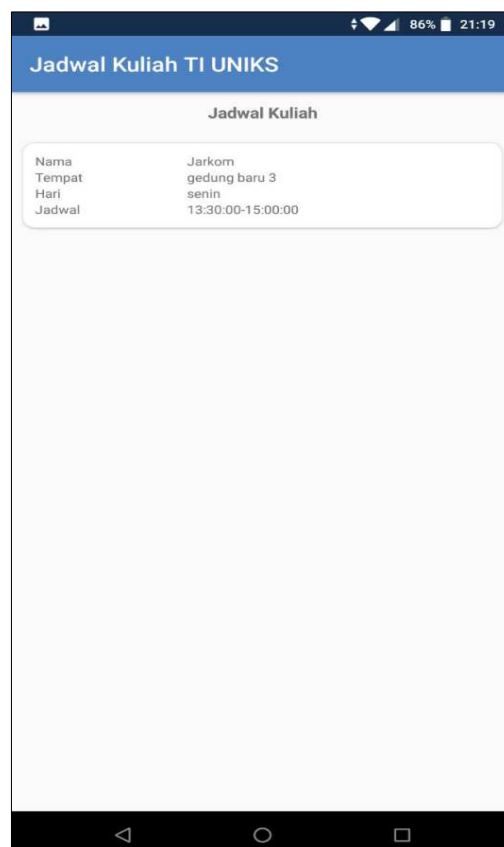 86% 21:19
Jadwal Kuliah TI UNIKS
Jadwal Kuliah
Nama Jarkom
Tempat gedung baru 3
Hari senin
Jadwal 13:30:00-15:00:00